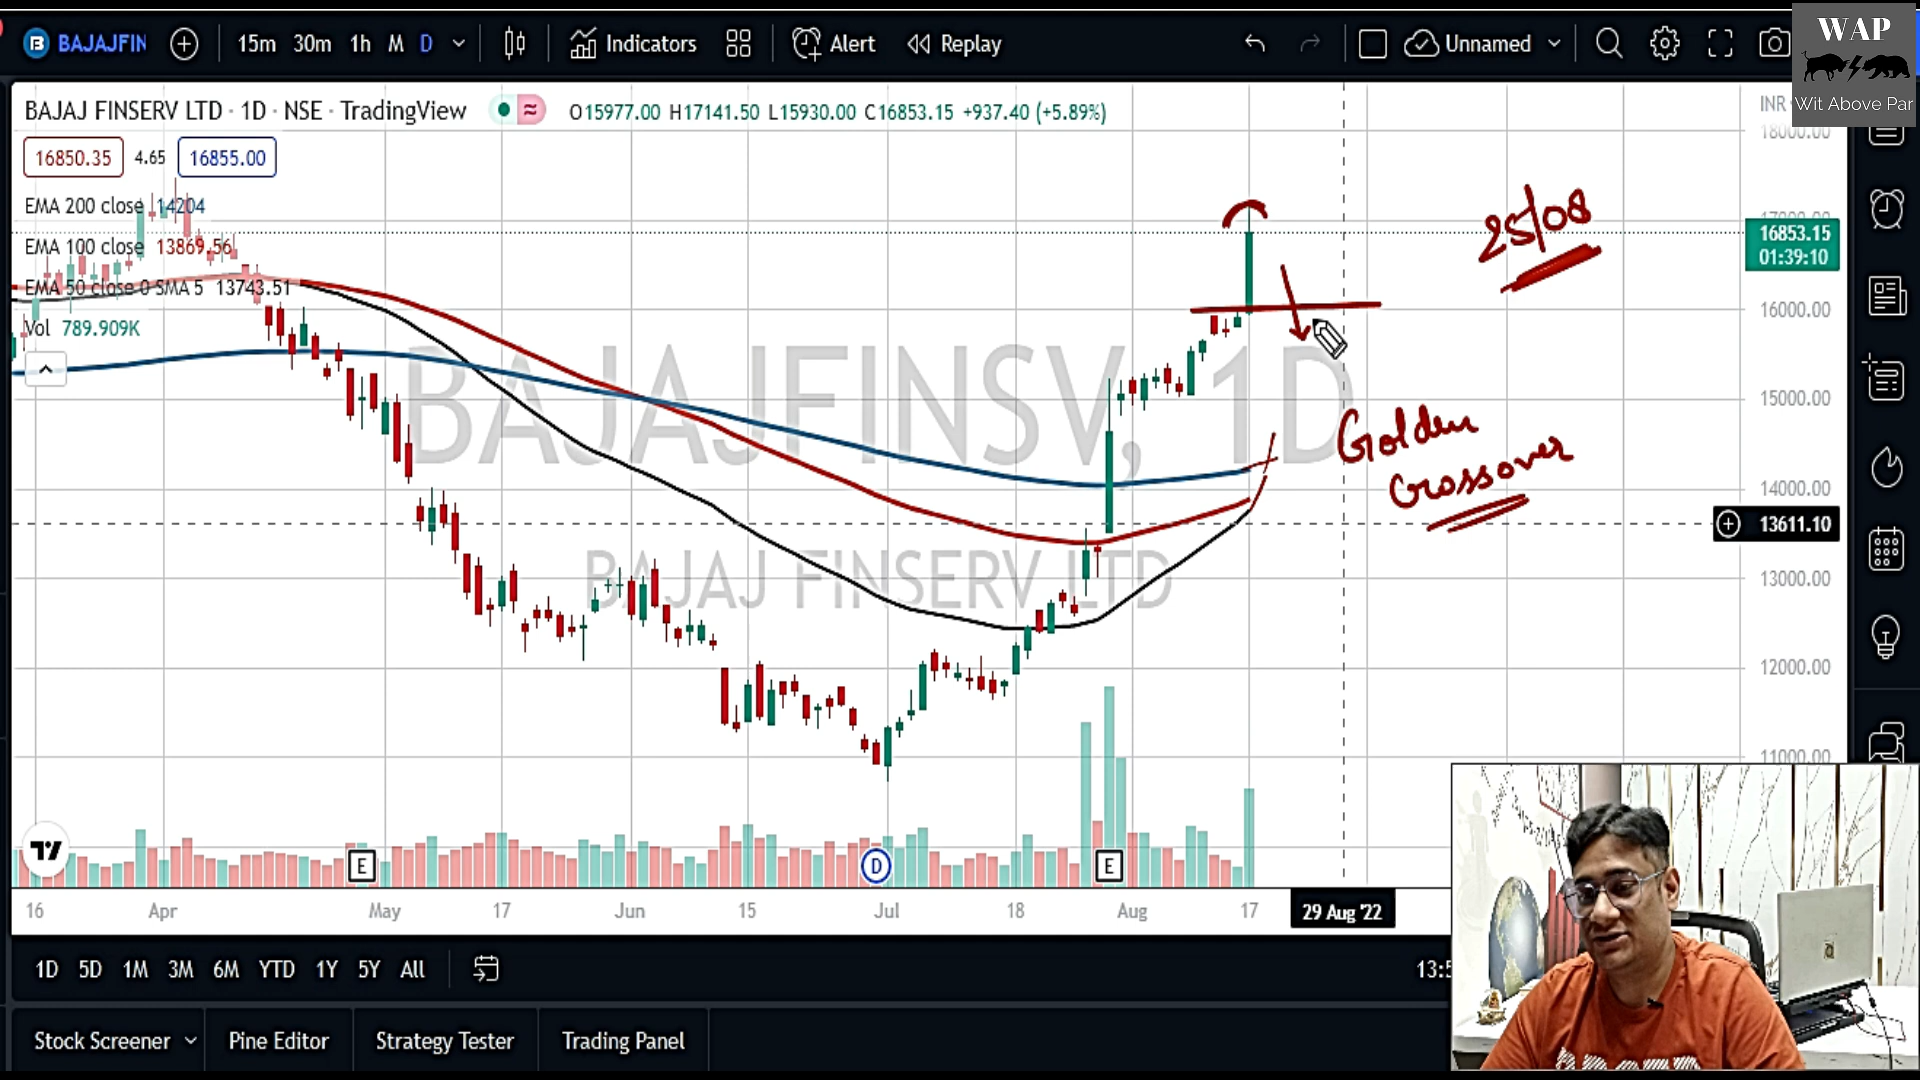 BAJAJFIN
15m 30m 1h M D
Indicators
Alert
Replay
Unnamed
WAP
Wit Above Par
BAJAJ FINSERV LTD · 1D · NSE · TradingView
O15977.00 H17141.50 L15930.00 C16853.15 +937.40 (+5.89%)
INR
18000.00
16850.35 4.65 16855.00
EMA 200 close 14204
EMA 100 close 13869.56
EMA 50 close 0 SMA 5 13743.51
Vol 789.909K
25/08
17000.00
16853.15
01:39:10
16000.00
BAJAJFINSV, 1D
15000.00
Golden
Crossover
14000.00
13611.10
BAJAJ FINSERV LTD
13000.00
12000.00
11000.00
E D E
16 Apr May 17 Jun 15 Jul 18 Aug 17 29 Aug '22
1D 5D 1M 3M 6M YTD 1Y 5Y All
13:5
Stock Screener Pine Editor Strategy Tester Trading Panel